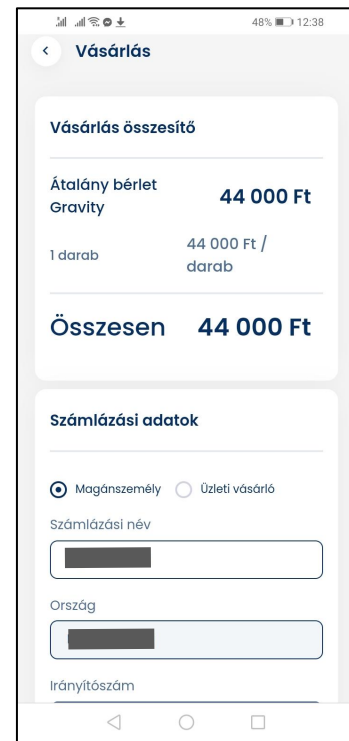 48% 12:38
Vásárlás
Vásárlás összesítő
Átalány bérlet
Gravity
44 000 Ft
1 darab
44 000 Ft /
darab
Összesen 44 000 Ft
Számlázási adatok
Magánszemély Üzleti vásárló
Számlázási név
Ország
Irányítószám